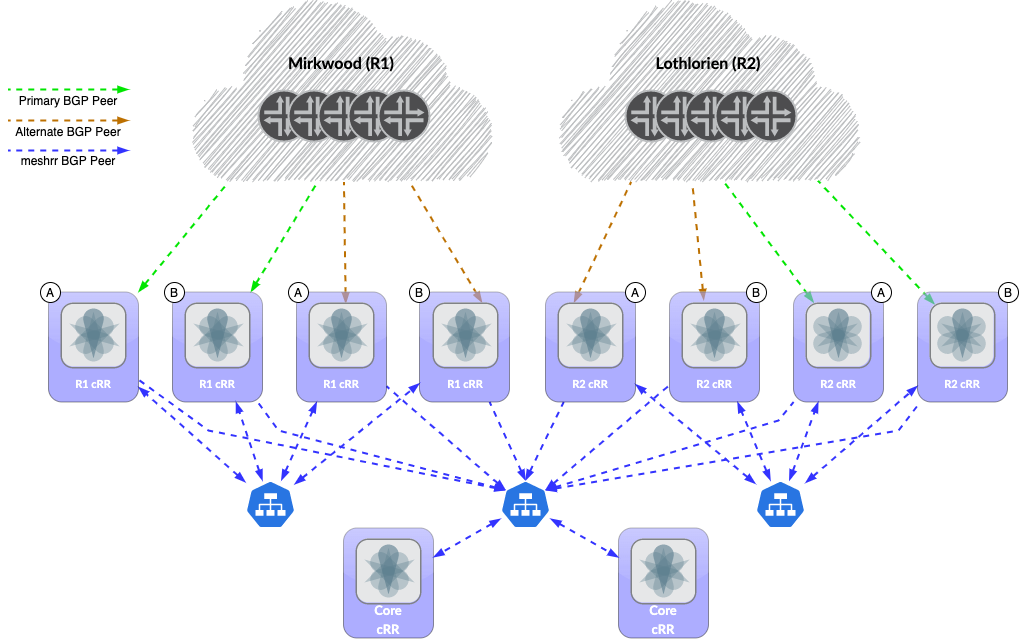 Mirkwood (R1)
Lothlorien (R2)
Primary BGP Peer
Alternate BGP Peer
meshrr BGP Peer
A
B
A
B
A
B
A
B
R1 cRR
R1 cRR
R1 cRR
R1 cRR
R2 cRR
R2 cRR
R2 cRR
R2 cRR
Core
cRR
Core
cRR